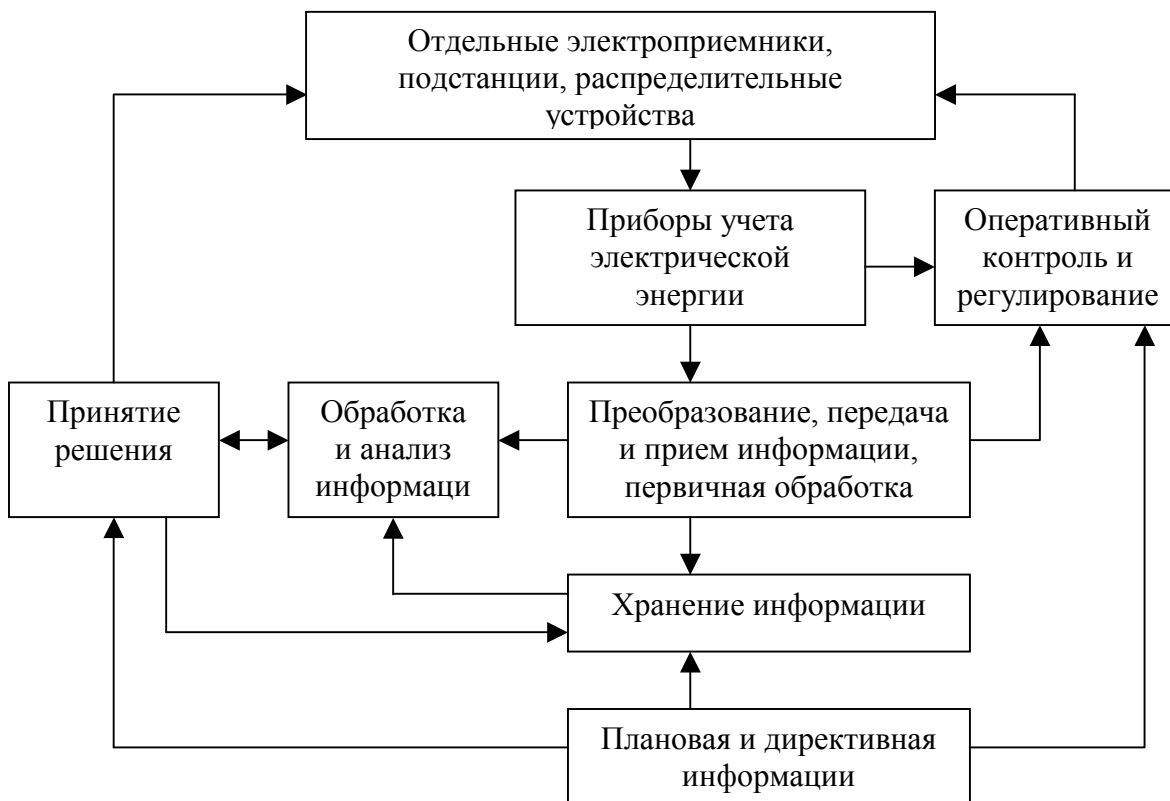 Отдельные электроприемники,
подстанции, распределительные
устройства
Приборы учета
электрической
энергии
Оперативный
контроль и
регулирование
Принятие
решения
Обработка
и анализ
информаци
Преобразование, передача
и прием информации,
первичная обработка
Хранение информации
Плановая и директивная
информации